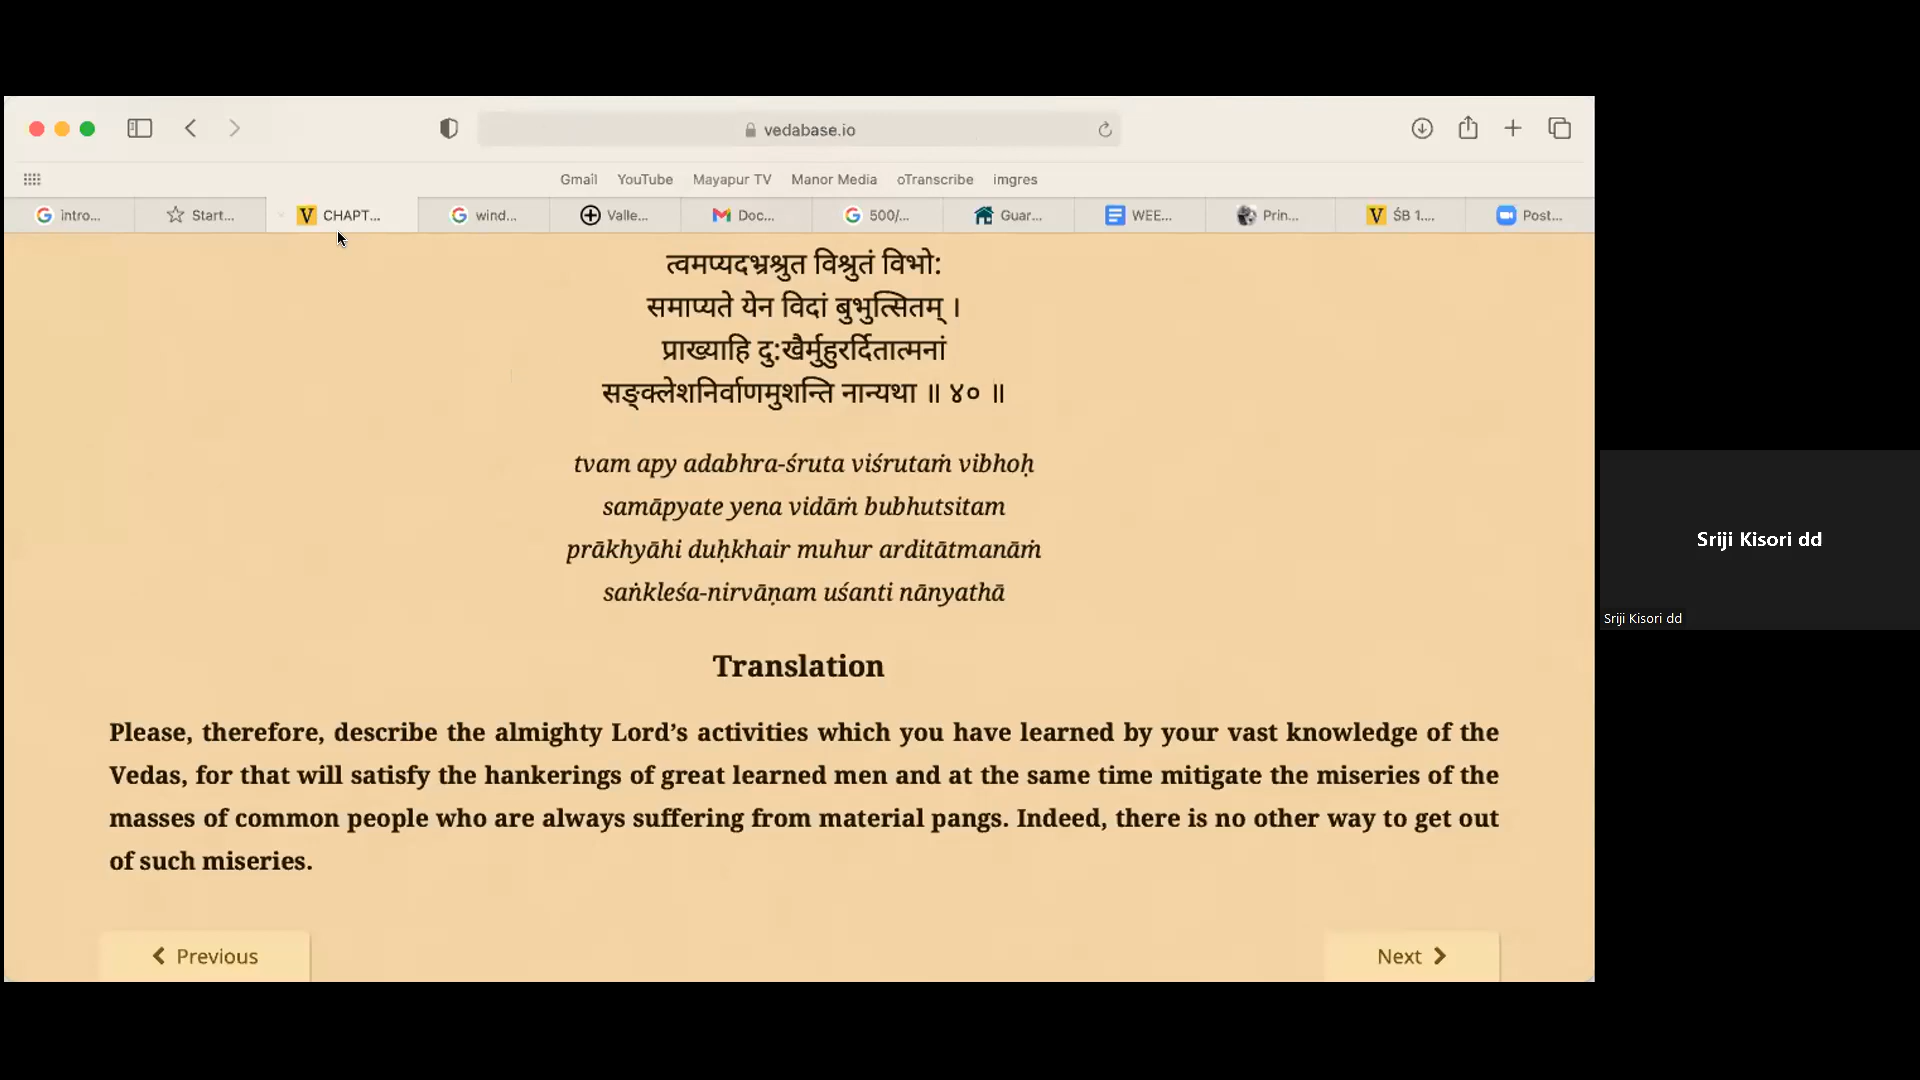 vedabase.io
Gmail YouTube Mayapur TV Manor Media oTranscribe imgres
intro... Start... CHAPT... wind... Valle... Doc... 500/... Guar... WEE... Prin... ŚB 1.... Post...
त्वमप्यदभ्रश्रुत विश्रुतं विभो:
समाप्यते येन विदां बुभुत्सितम् ।
प्राख्याहि दु:खैर्मुहुरर्दितात्मनां
सङ्‍क्लेशनिर्वाणमुशन्ति नान्यथा ॥ ४० ॥
tvam apy adabhra-śruta viśrutaṁ vibhoḥ
samāpyate yena vidāṁ bubhutsitam
prākhyāhi duḥkhair muhur arditātmanāṁ
saṅkleśa-nirvāṇam uśanti nānyathā
Translation
Please, therefore, describe the almighty Lord’s activities which you have learned by your vast knowledge of the
Vedas, for that will satisfy the hankerings of great learned men and at the same time mitigate the miseries of the
masses of common people who are always suffering from material pangs. Indeed, there is no other way to get out
of such miseries.
Previous Next
Sriji Kisori dd
Sriji Kisori dd